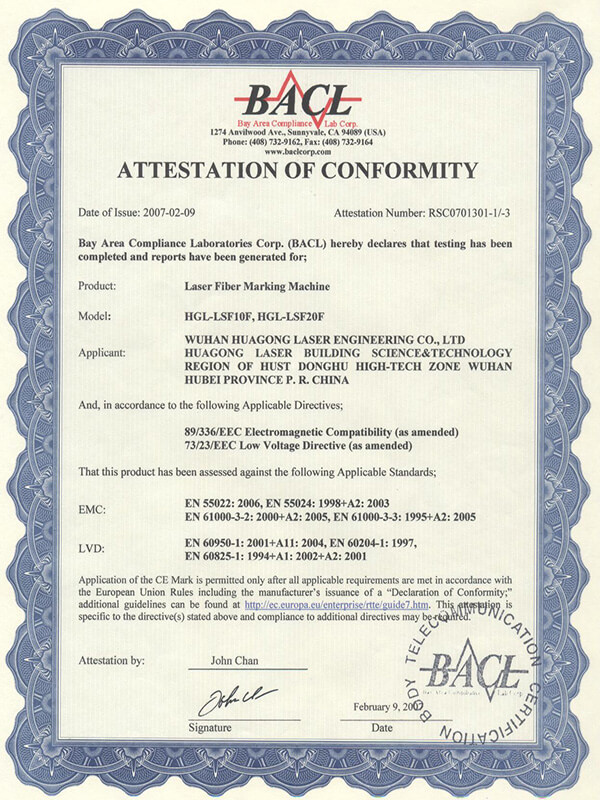 BACL
Bay Area Compliance Lab Corp.
1274 Anvilwood Ave., Sunnyvale, CA 94089 (USA)
Phone: (408) 732-9162, Fax: (408) 732-9164
www.baclcorp.com
ATTESTATION OF CONFORMITY
Date of Issue: 2007-02-09 Attestation Number: RSC0701301-1/-3
Bay Area Compliance Laboratories Corp. (BACL) hereby declares that testing has been
completed and reports have been generated for;
Product: Laser Fiber Marking Machine
Model: HGL-LSF10F, HGL-LSF20F
WUHAN HUAGONG LASER ENGINEERING CO., LTD
Applicant: HUAGONG LASER BUILDING SCIENCE&TECHNOLOGY
REGION OF HUST DONGHU HIGH-TECH ZONE WUHAN
HUBEI PROVINCE P. R. CHINA
And, in accordance to the following Applicable Directives;
89/336/EEC Electromagnetic Compatibility (as amended)
73/23/EEC Low Voltage Directive (as amended)
That this product has been assessed against the following Applicable Standards;
EMC: EN 55022: 2006, EN 55024: 1998+A2: 2003
EN 61000-3-2: 2000+A2: 2005, EN 61000-3-3: 1995+A2: 2005
LVD: EN 60950-1: 2001+A11: 2004, EN 60204-1: 1997,
EN 60825-1: 1994+A1: 2002+A2: 2001
Application of the CE Mark is permitted only after all applicable requirements are met in accordance with
the European Union Rules including the manufacturer's issuance of a "Declaration of Conformity;"
additional guidelines can be found at http://ec.europa.eu/enterprise/rtte/guide7.htm. This attestation is
specific to the directive(s) stated above and compliance to additional directives may be required.
Attestation by: John Chan
Signature
February 9, 2007
Date
BODY TELECOMMUNICATION CERTIFICATION
BACL
Bay Area Compliance Lab Corp.